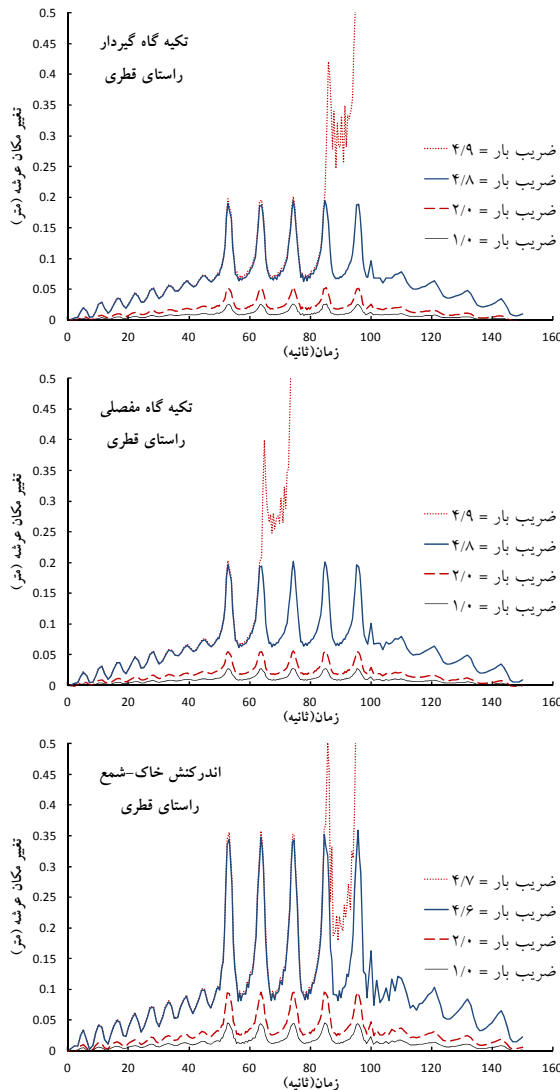 تکیه گاه گیردار
راستای قطری
تغییر مکان عرشه (متر)
0.5
0.45
0.4
0.35
0.3
0.25
0.2
0.15
0.1
0.05
0
ضریب بار = ۴/۹
ضریب بار = ۴/۸
ضریب بار = ۲/۰
ضریب بار = ۱/۰
0 20 40 60 80 100 120 140 160
زمان(ثانیه)
تکیه گاه مفصلی
راستای قطری
تغییر مکان عرشه (متر)
0.5
0.45
0.4
0.35
0.3
0.25
0.2
0.15
0.1
0.05
0
ضریب بار = ۴/۹
ضریب بار = ۴/۸
ضریب بار = ۲/۰
ضریب بار = ۱/۰
0 20 40 60 80 100 120 140 160
زمان(ثانیه)
اندرکنش خاک-شمع
راستای قطری
تغییر مکان عرشه (متر)
0.5
0.45
0.4
0.35
0.3
0.25
0.2
0.15
0.1
0.05
0
ضریب بار = ۴/۷
ضریب بار = ۴/۶
ضریب بار = ۲/۰
ضریب بار = ۱/۰
0 20 40 60 80 100 120 140 160
زمان(ثانیه)